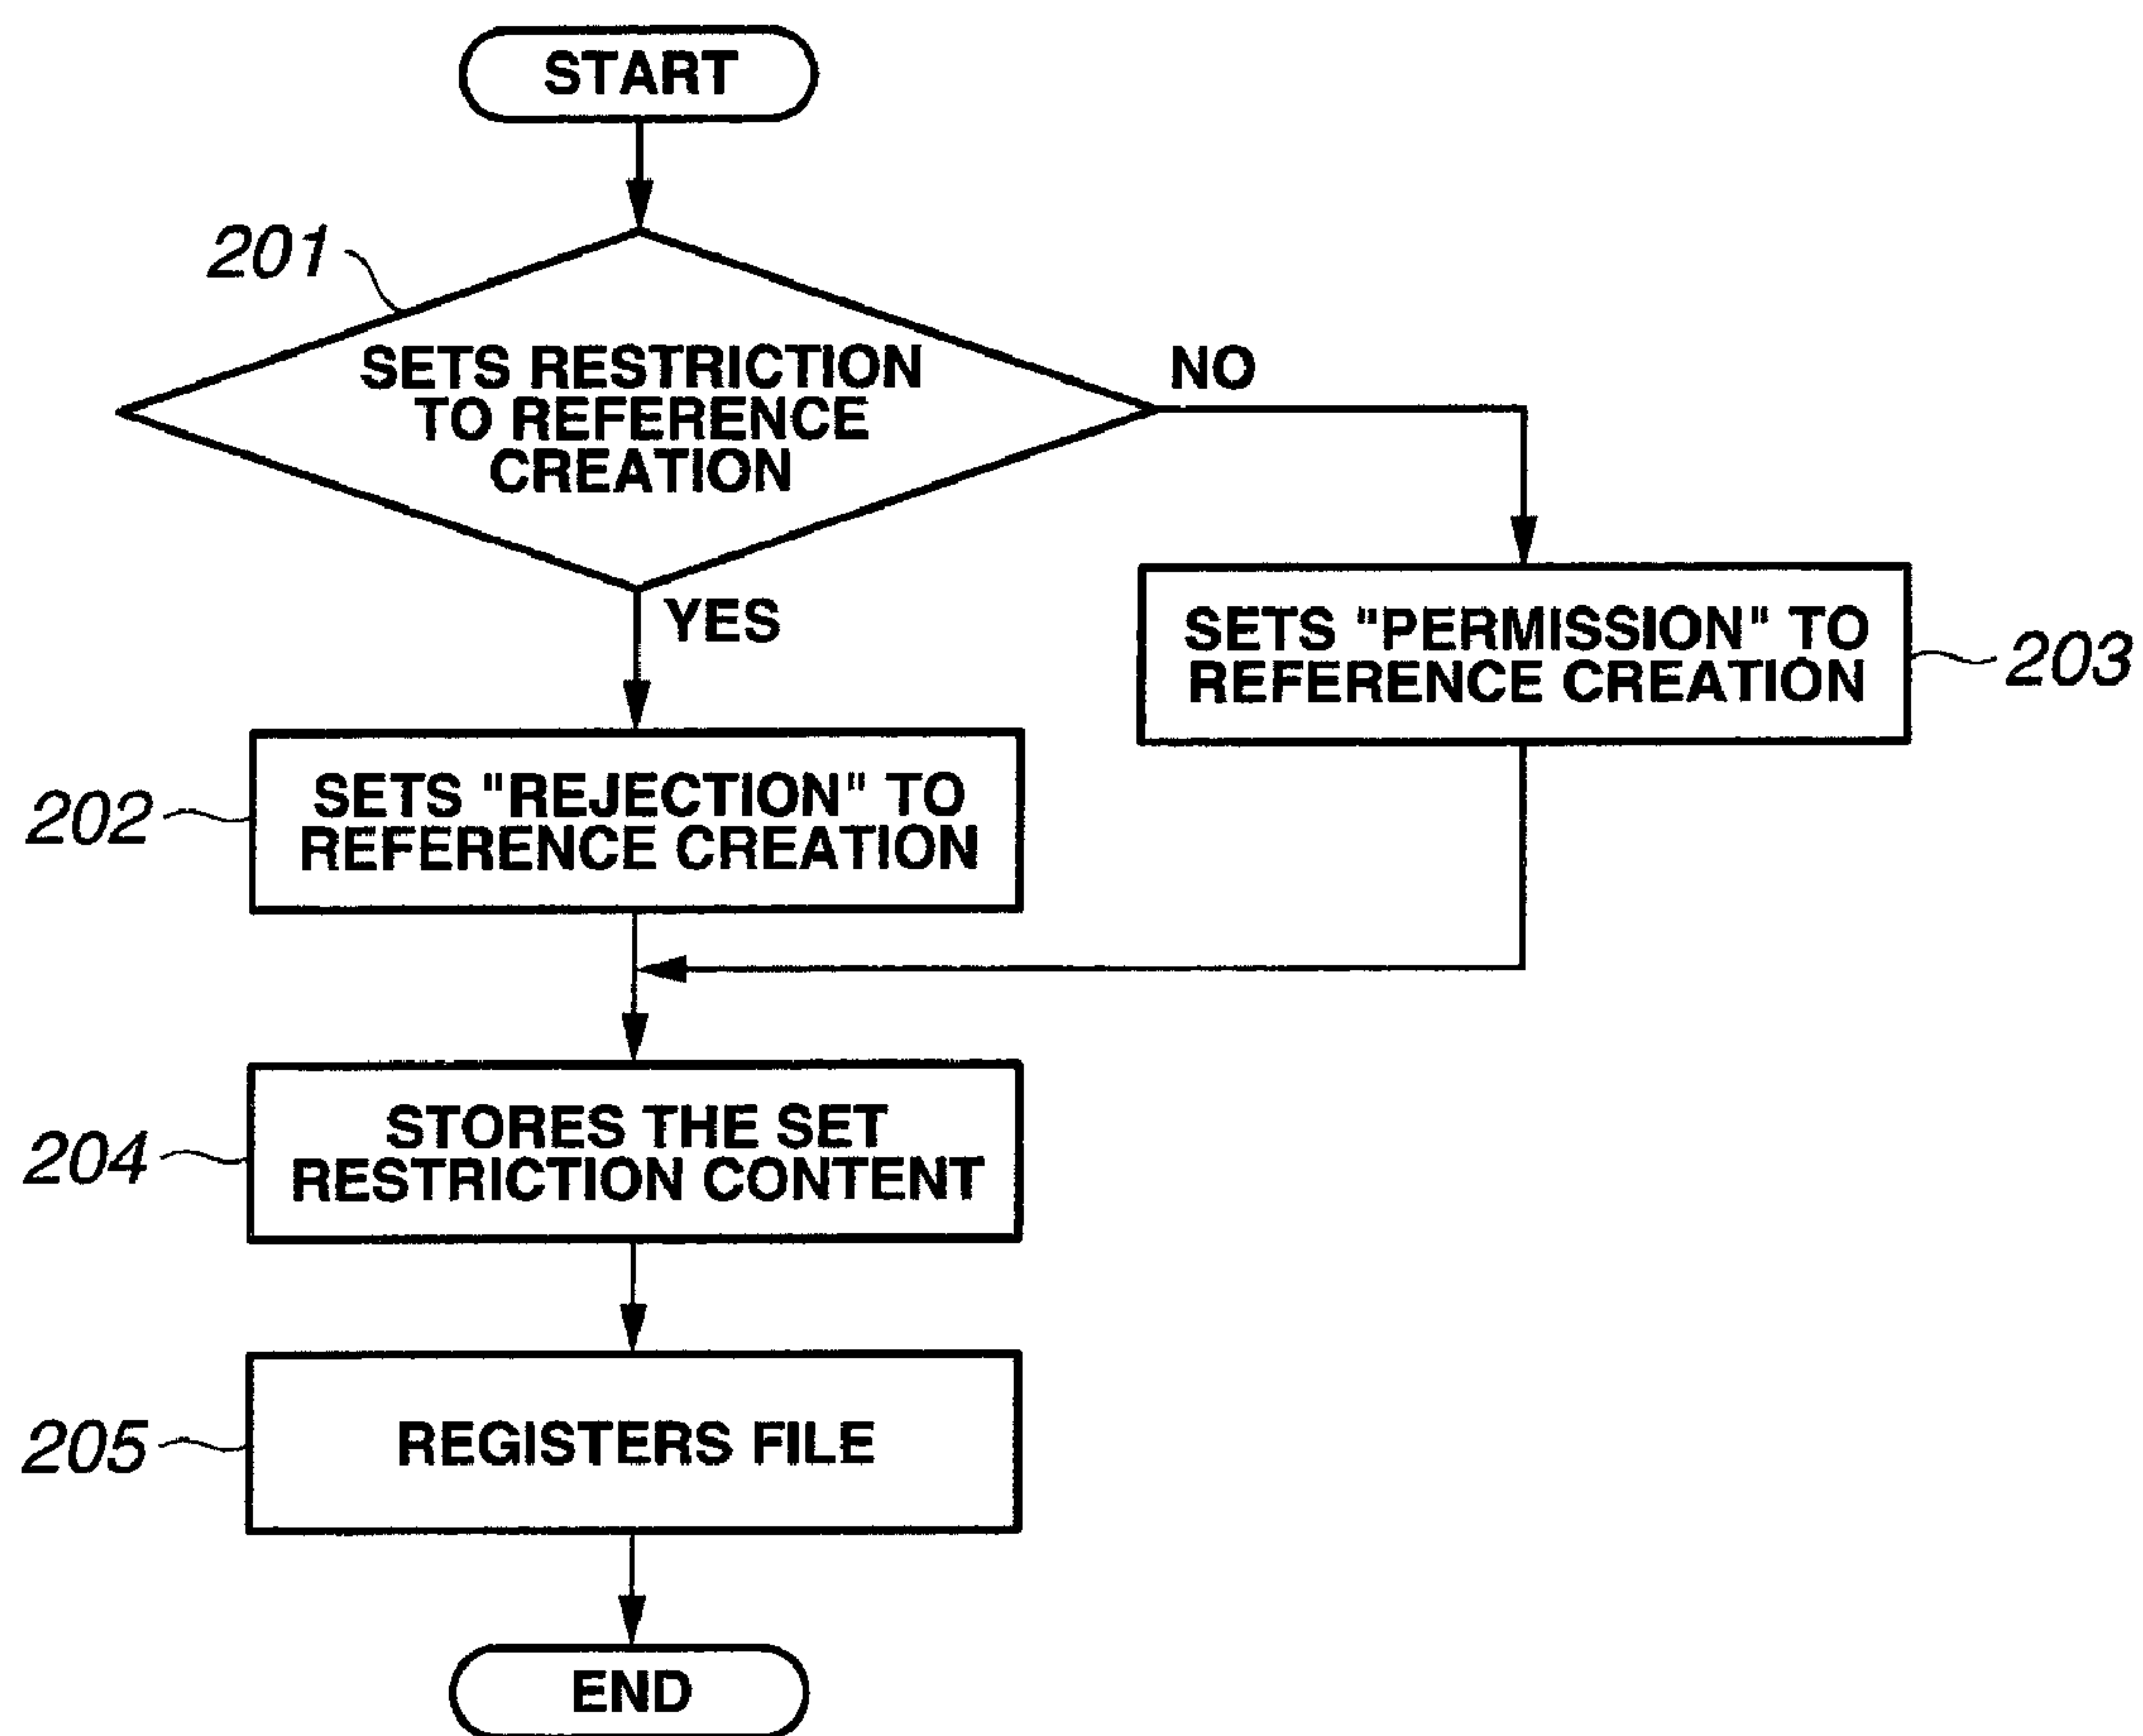 START
201
SETS RESTRICTION
TO REFERENCE
CREATION
NO
YES
SETS "PERMISSION" TO
REFERENCE CREATION
203
202
SETS "REJECTION" TO
REFERENCE CREATION
204
STORES THE SET
RESTRICTION CONTENT
205
REGISTERS FILE
END